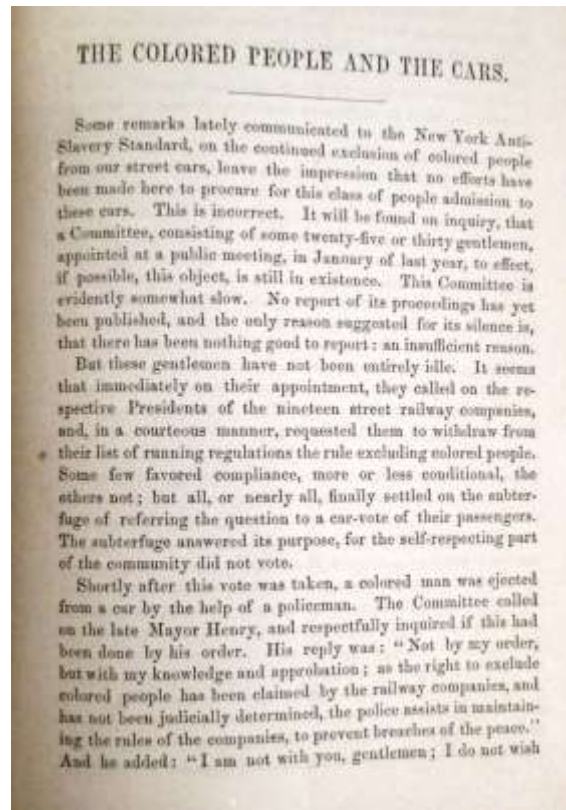 THE COLORED PEOPLE AND THE CARS.
Some remarks lately communicated to the New York Anti-
Slavery Standard, on the continued exclusion of colored people
from our street cars, leave the impression that no efforts have
been made here to procure for this class of people admission to
these cars. This is incorrect. It will be found on inquiry, that
a Committee, consisting of some twenty-five or thirty gentlemen,
appointed at a public meeting, in January of last year, to effect,
if possible, this object, is still in existence. This Committee is
evidently somewhat slow. No report of its proceedings has yet
been published, and the only reason suggested for its silence is,
that there has been nothing good to report: an insufficient reason.
But these gentlemen have not been entirely idle. It seems
that immediately on their appointment, they called on the re-
spective Presidents of the nineteen street railway companies,
and, in a courteous manner, requested them to withdraw from
their list of running regulations the rule excluding colored people.
Some few favored compliance, more or less conditional, the
others not; but all, or nearly all, finally settled on the subter-
fuge of referring the question to a car-vote of their passengers.
The subterfuge answered its purpose, for the self-respecting part
of the community did not vote.
Shortly after this vote was taken, a colored man was ejected
from a car by the help of a policeman. The Committee called
on the late Mayor Henry, and respectfully inquired if this had
been done by his order. His reply was: "Not by my order,
but with my knowledge and approbation; as the right to exclude
colored people has been claimed by the railway companies, and
has not been judicially determined, the police assists in maintain-
ing the rules of the companies, to prevent breaches of the peace."
And he added: "I am not with you, gentlemen; I do not wish